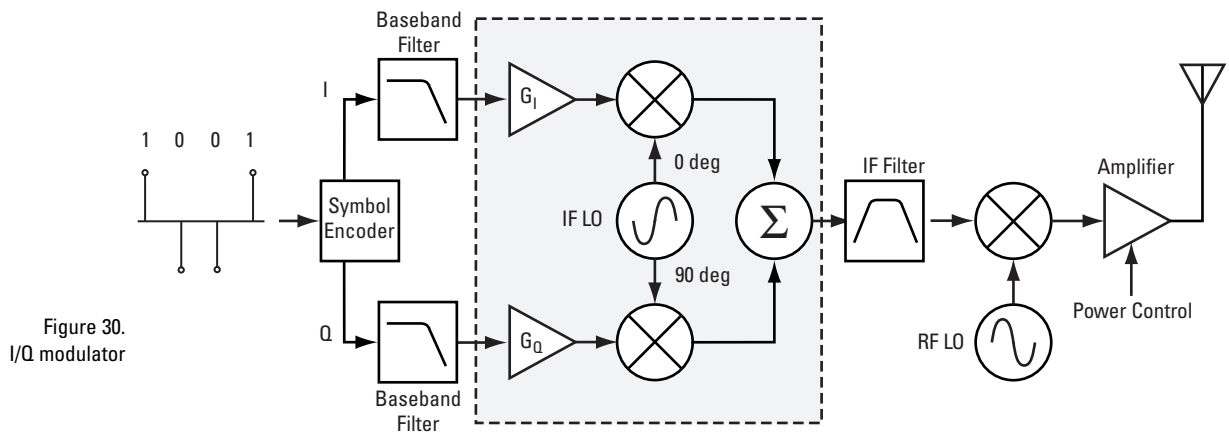 Baseband
Filter
I
G_I
1 0 0 1
0 deg
IF Filter
Amplifier
Symbol
Encoder
IF LO
Σ
90 deg
Power Control
Figure 30.
I/Q modulator
Q
G_Q
RF LO
Baseband
Filter